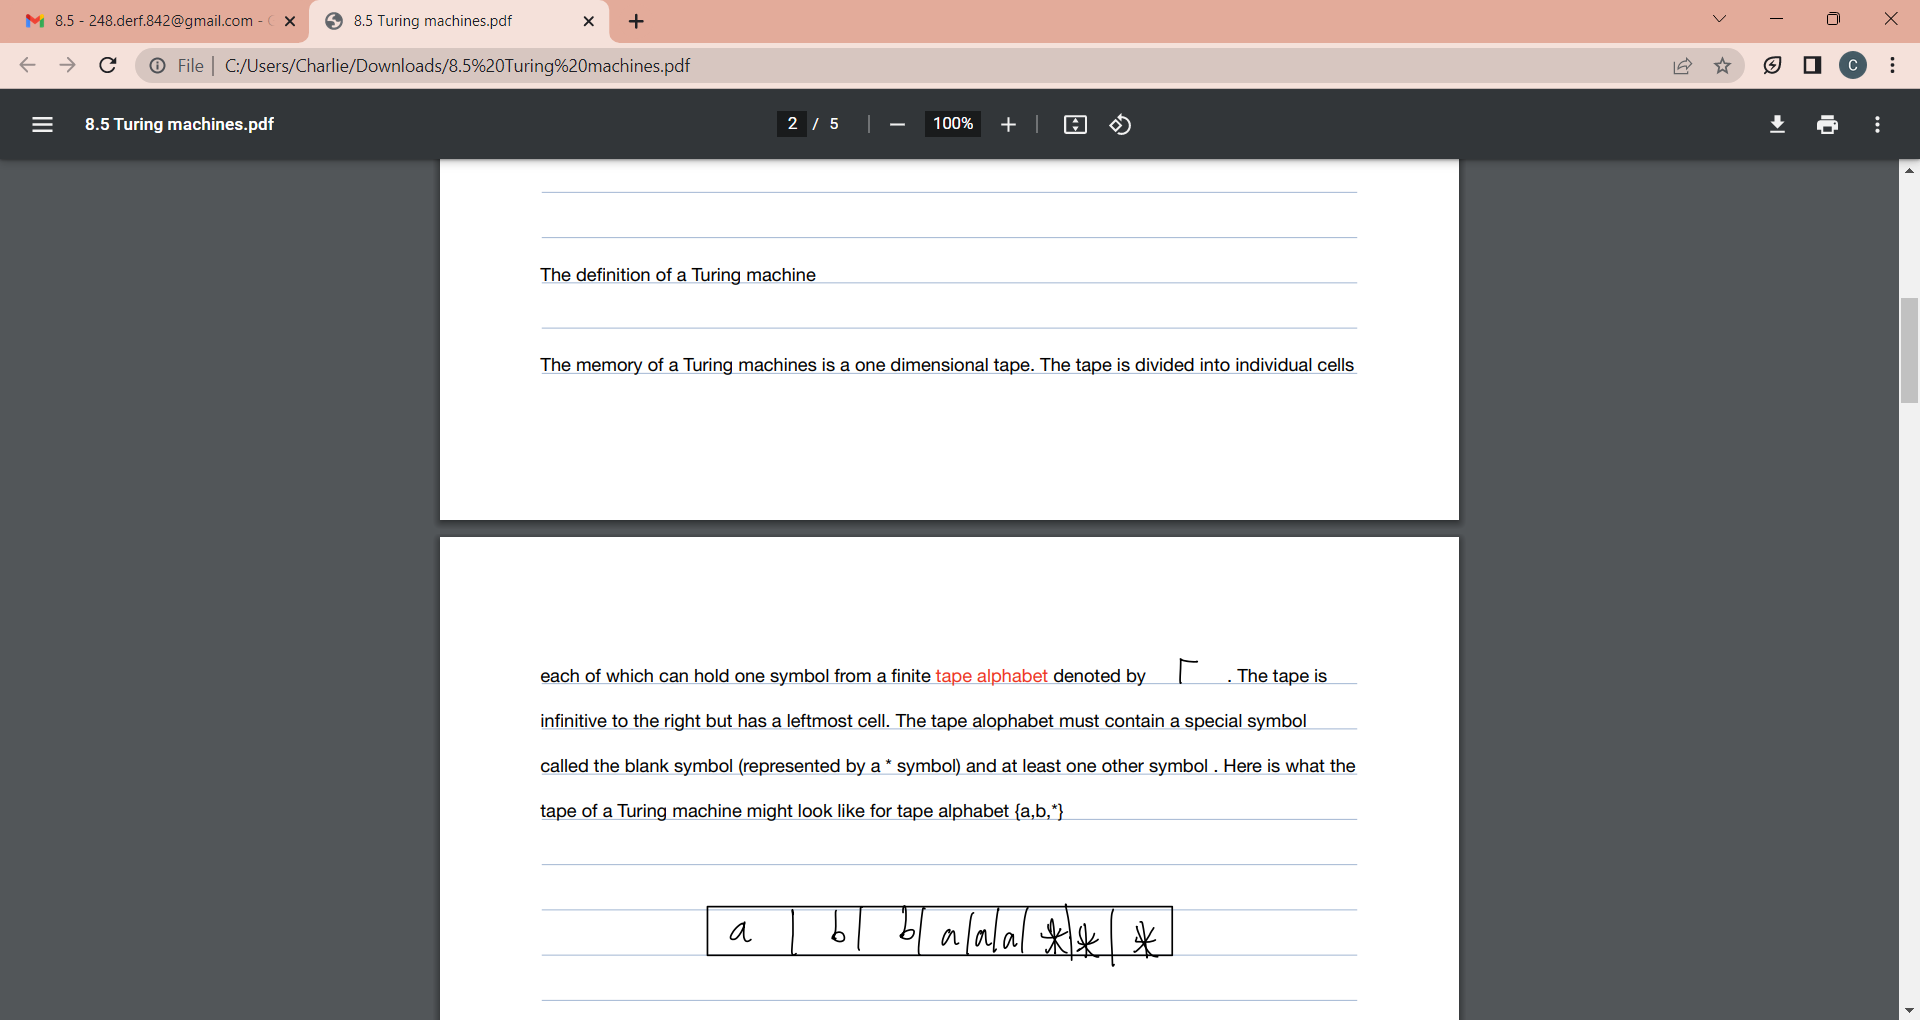 8.5 - 248.derf.842@gmail.com -
8.5 Turing machines.pdf
File
C:/Users/Charlie/Downloads/8.5%20Turing%20machines.pdf
C
8.5 Turing machines.pdf
2 / 5
100%
The definition of a Turing machine
The memory of a Turing machines is a one dimensional tape. The tape is divided into individual cells
each of which can hold one symbol from a finite tape alphabet denoted by Γ . The tape is
infinitive to the right but has a leftmost cell. The tape alophabet must contain a special symbol
called the blank symbol (represented by a * symbol) and at least one other symbol . Here is what the
tape of a Turing machine might look like for tape alphabet {a,b,*}
a | b | b | a | a | a | * | * | *